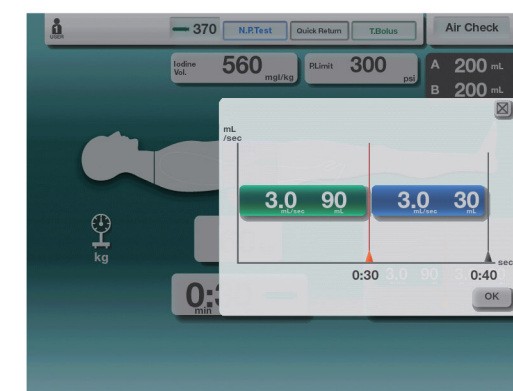 USER
370
N.P.Test
Quick Return
T.Bolus
Air Check
Iodine Vol.
560 mgI/kg
P.Limit
300 psi
A 200 mL
B 200 mL
mL
/sec
3.0 mL/sec 90 mL
3.0 mL/sec 30 mL
sec
0:30
0:40
OK
kg
min